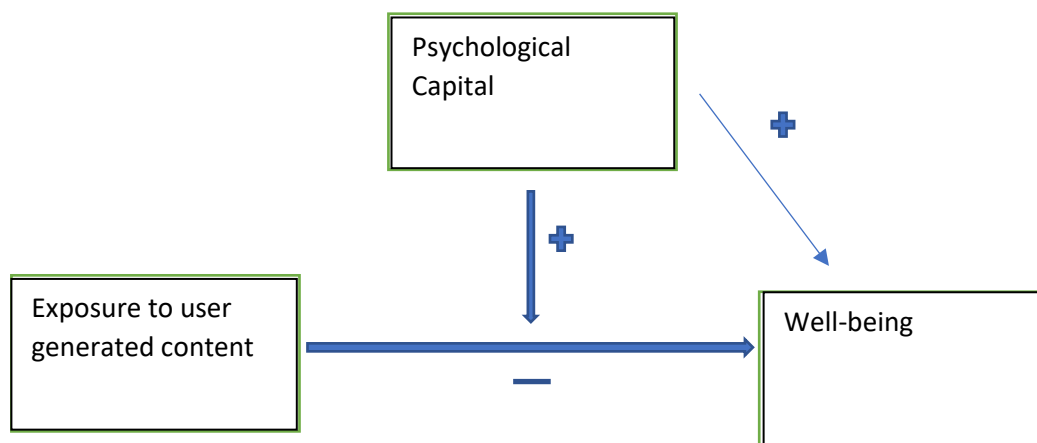 Psychological
Capital
Exposure to user
generated content
Well-being